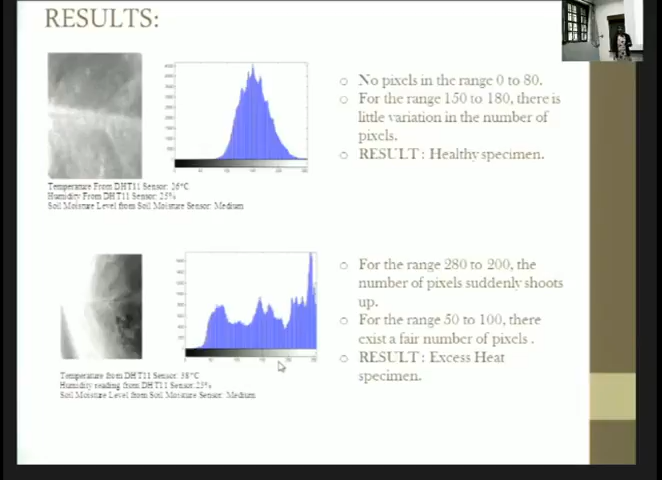 RESULTS:
No pixels in the range 0 to 80.
For the range 150 to 180, there is
little variation in the number of
pixels.
RESULT: Healthy specimen.
Temperature From DHT11 Sensor: 26°C
Humidity From DHT11 Sensor: 25%
Soil Moisture Level from Soil Moisture Sensor: Medium
For the range 280 to 200, the
number of pixels suddenly shoots
up.
For the range 50 to 100, there
exist a fair number of pixels .
RESULT: Excess Heat
specimen.
Temperature from DHT11 Sensor: 38°C
Humidity reading from DHT11 Sensor: 23%
Soil Moisture Level from Soil Moisture Sensor: Medium